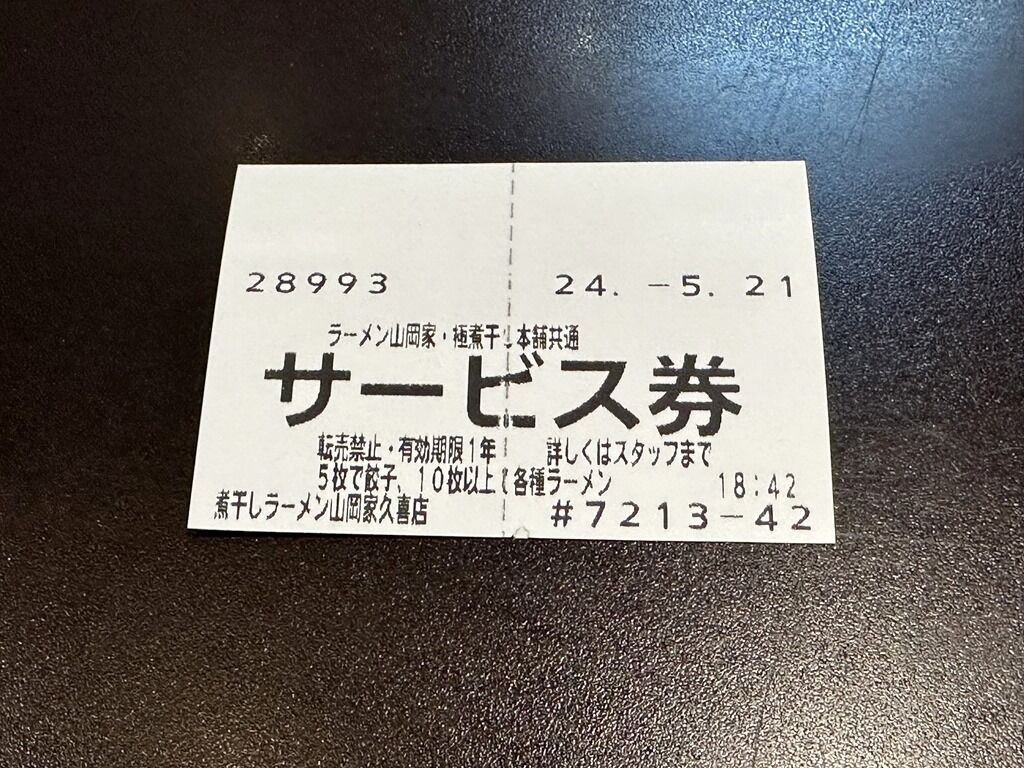 28993 24.-5.21
ラーメン山岡家・極煮干し本舗共通
サービス券
転売禁止・有効期限1年 詳しくはスタッフまで
5枚で餃子、10枚以上で各種ラーメン
18:42
煮干しラーメン山岡家久喜店 #7213-42